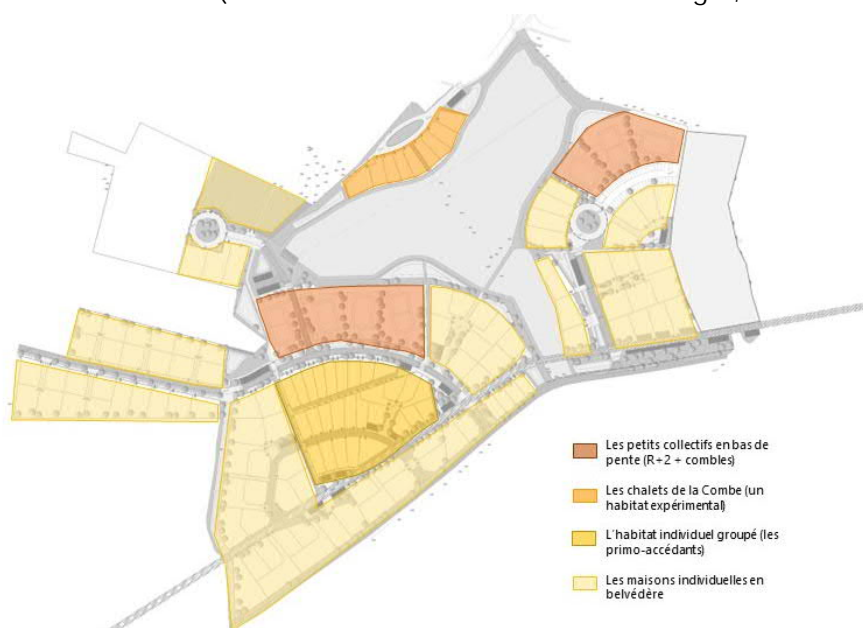 Les petits collectifs en bas de
pente (R+2 + combles)
Les chalets de la Combe (un
habitat expérimental)
L'habitat individuel groupé (les
primo-accédants)
Les maisons individuelles en
belvédère